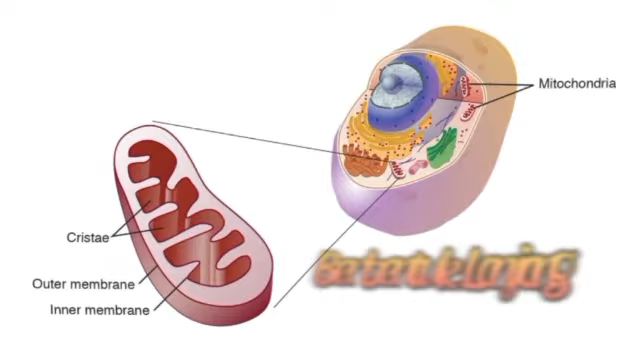 Mitochondria
Cristae
Outer membrane
Inner membrane